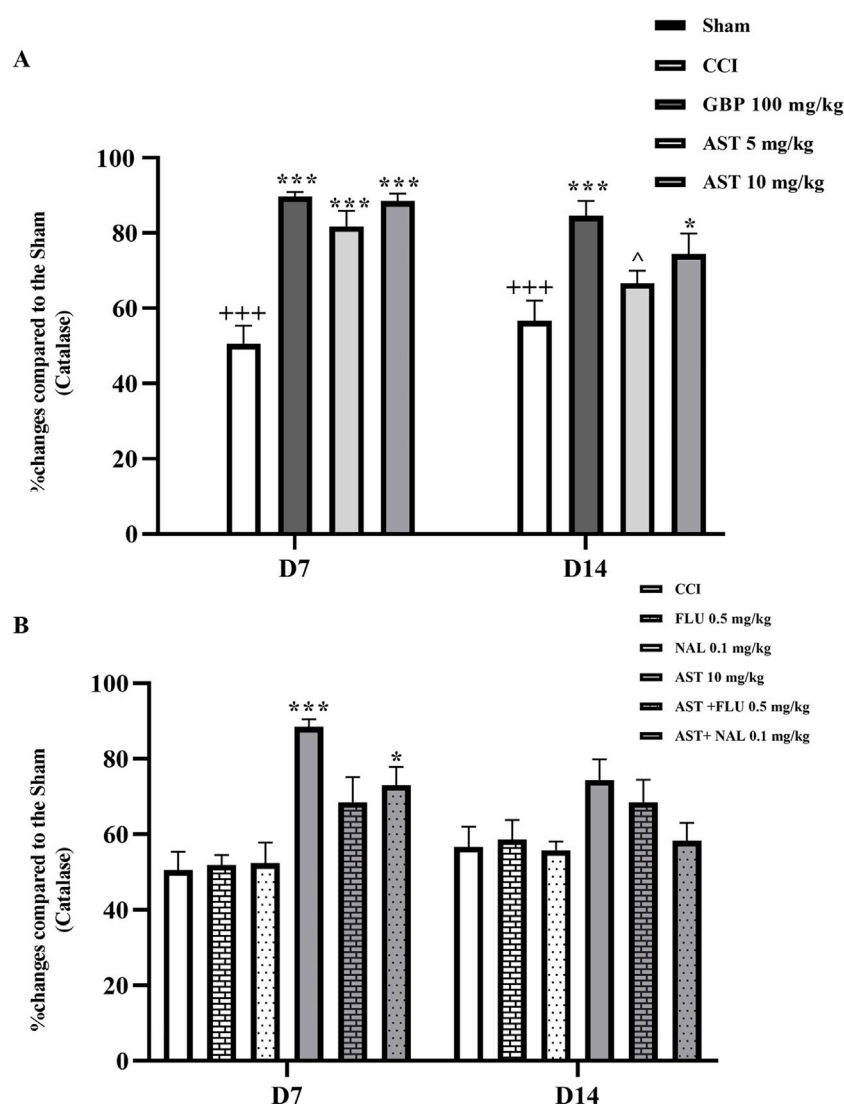 A
Sham
CCI
GBP 100 mg/kg
AST 5 mg/kg
AST 10 mg/kg
%changes compared to the Sham
((Catalase)
100
80
60
40
20
0
+++
***
***
***
+++
***
^
*
D7
D14
B
CCI
FLU 0.5 mg/kg
NAL 0.1 mg/kg
AST 10 mg/kg
AST +FLU 0.5 mg/kg
AST+ NAL 0.1 mg/kg
%changes compared to the Sham
(Catalase)
100
80
60
40
20
0
***
*
D7
D14